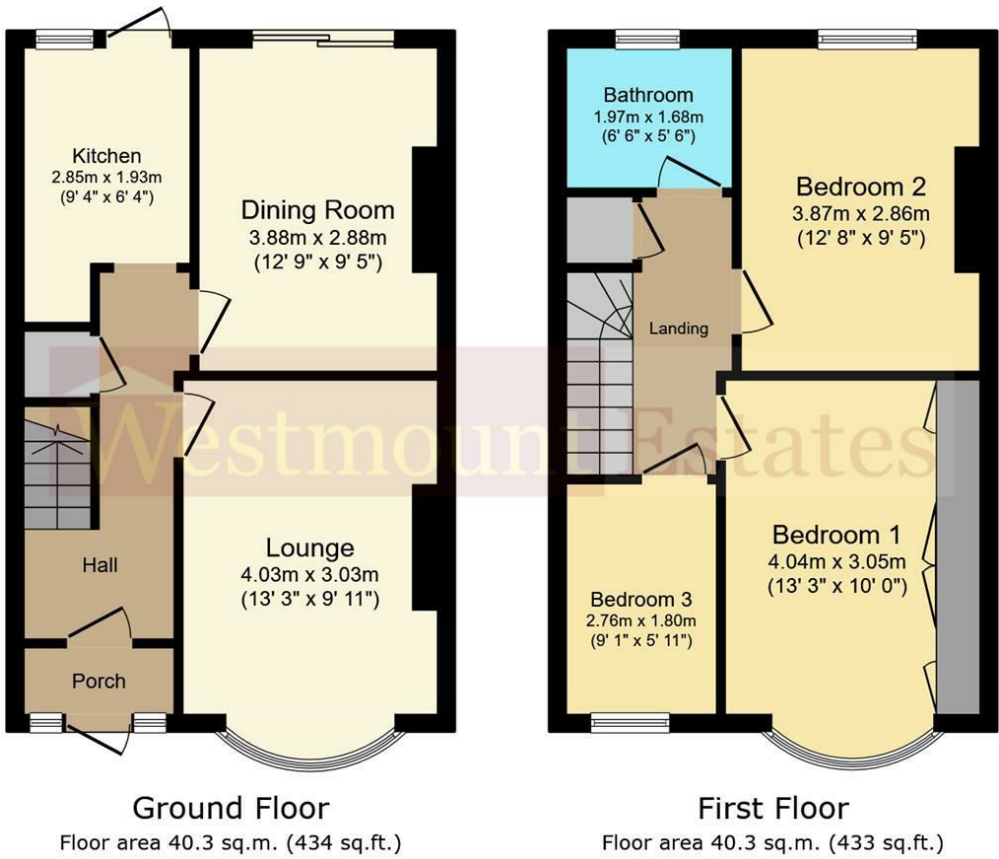 Kitchen
2.85m x 1.93m
(9' 4" x 6' 4")
Dining Room
3.88m x 2.88m
(12' 9" x 9' 5")
Lounge
4.03m x 3.03m
(13' 3" x 9' 11")
Hall
Porch
Ground Floor
Floor area 40.3 sq.m. (434 sq.ft.)
Bathroom
1.97m x 1.68m
(6' 6" x 5' 6")
Bedroom 2
3.87m x 2.86m
(12' 8" x 9' 5")
Landing
Westmount Estates
Bedroom 1
4.04m x 3.05m
(13' 3" x 10' 0")
Bedroom 3
2.76m x 1.80m
(9' 1" x 5' 11")
First Floor
Floor area 40.3 sq.m. (433 sq.ft.)